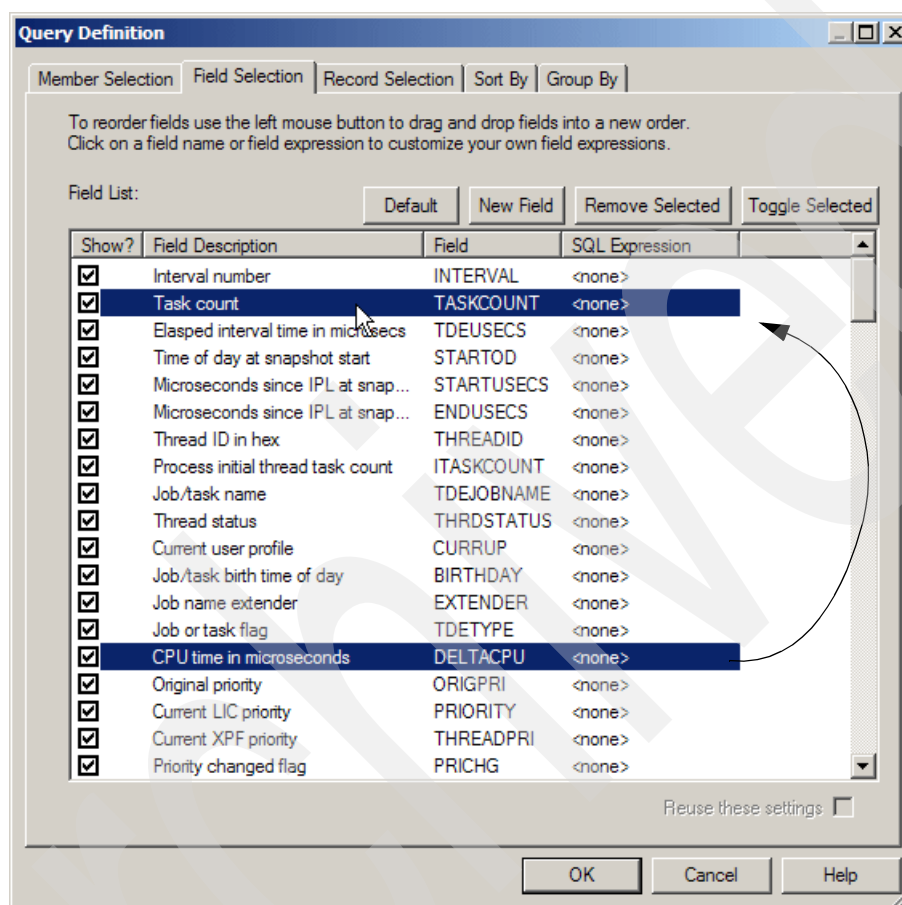 Query Definition
Member Selection Field Selection Record Selection Sort By Group By
To reorder fields use the left mouse button to drag and drop fields into a new order.
Click on a field name or field expression to customize your own field expressions.
Field List:
Default New Field Remove Selected Toggle Selected
Show? Field Description Field SQL Expression
Interval number INTERVAL <none>
Task count TASKCOUNT <none>
Elasped interval time in microsecs TDEUSECS <none>
Time of day at snapshot start STARTOD <none>
Microseconds since IPL at snap... STARTUSECS <none>
Microseconds since IPL at snap... ENDUSECS <none>
Thread ID in hex THREADID <none>
Process initial thread task count ITASKCOUNT <none>
Job/task name TDEJOBNAME <none>
Thread status THRDSTATUS <none>
Current user profile CURRUP <none>
Job/task birth time of day BIRTHDAY <none>
Job name extender EXTENDER <none>
Job or task flag TDETYPE <none>
CPU time in microseconds DELTACPU <none>
Original priority ORIGPRI <none>
Current LIC priority PRIORITY <none>
Current XPF priority THREADPRI <none>
Priority changed flag PRICHG <none>
Reuse these settings
OK Cancel Help